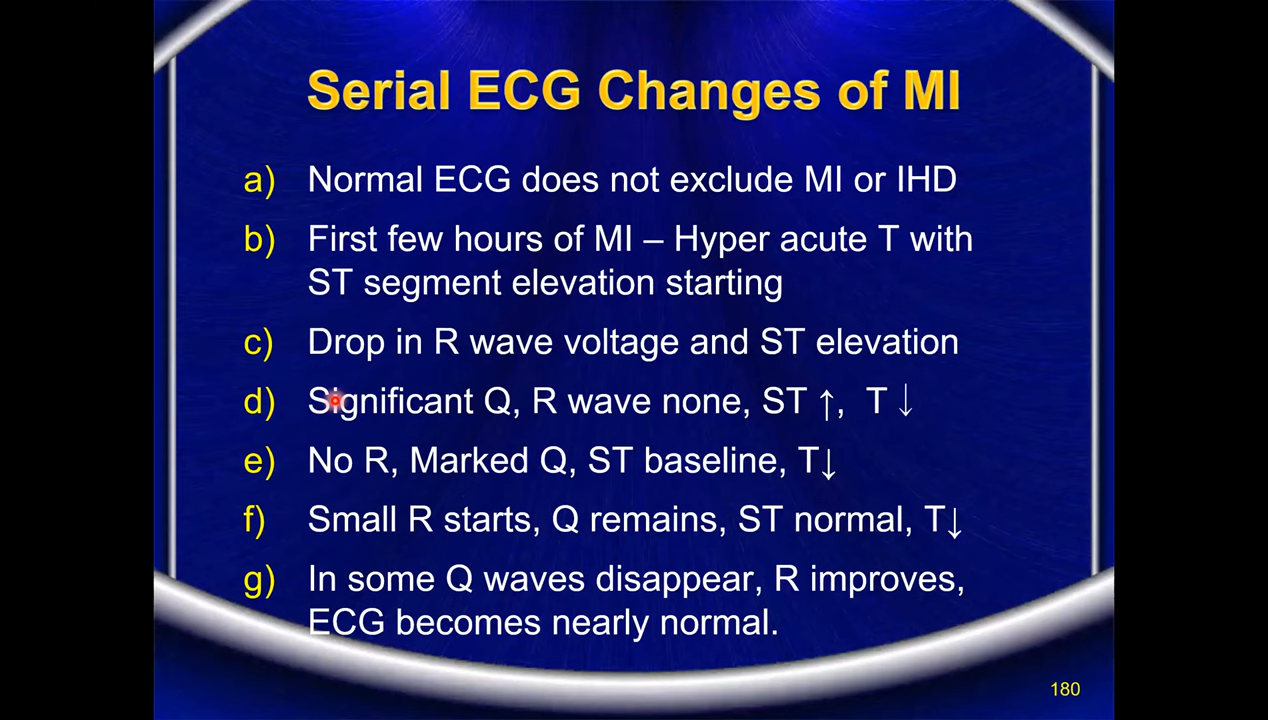 Serial ECG Changes of MI
a) Normal ECG does not exclude MI or IHD
b) First few hours of MI – Hyper acute T with
ST segment elevation starting
c) Drop in R wave voltage and ST elevation
d) Significant Q, R wave none, ST ↑, T ↓
e) No R, Marked Q, ST baseline, T↓
f) Small R starts, Q remains, ST normal, T↓
g) In some Q waves disappear, R improves,
ECG becomes nearly normal.
180